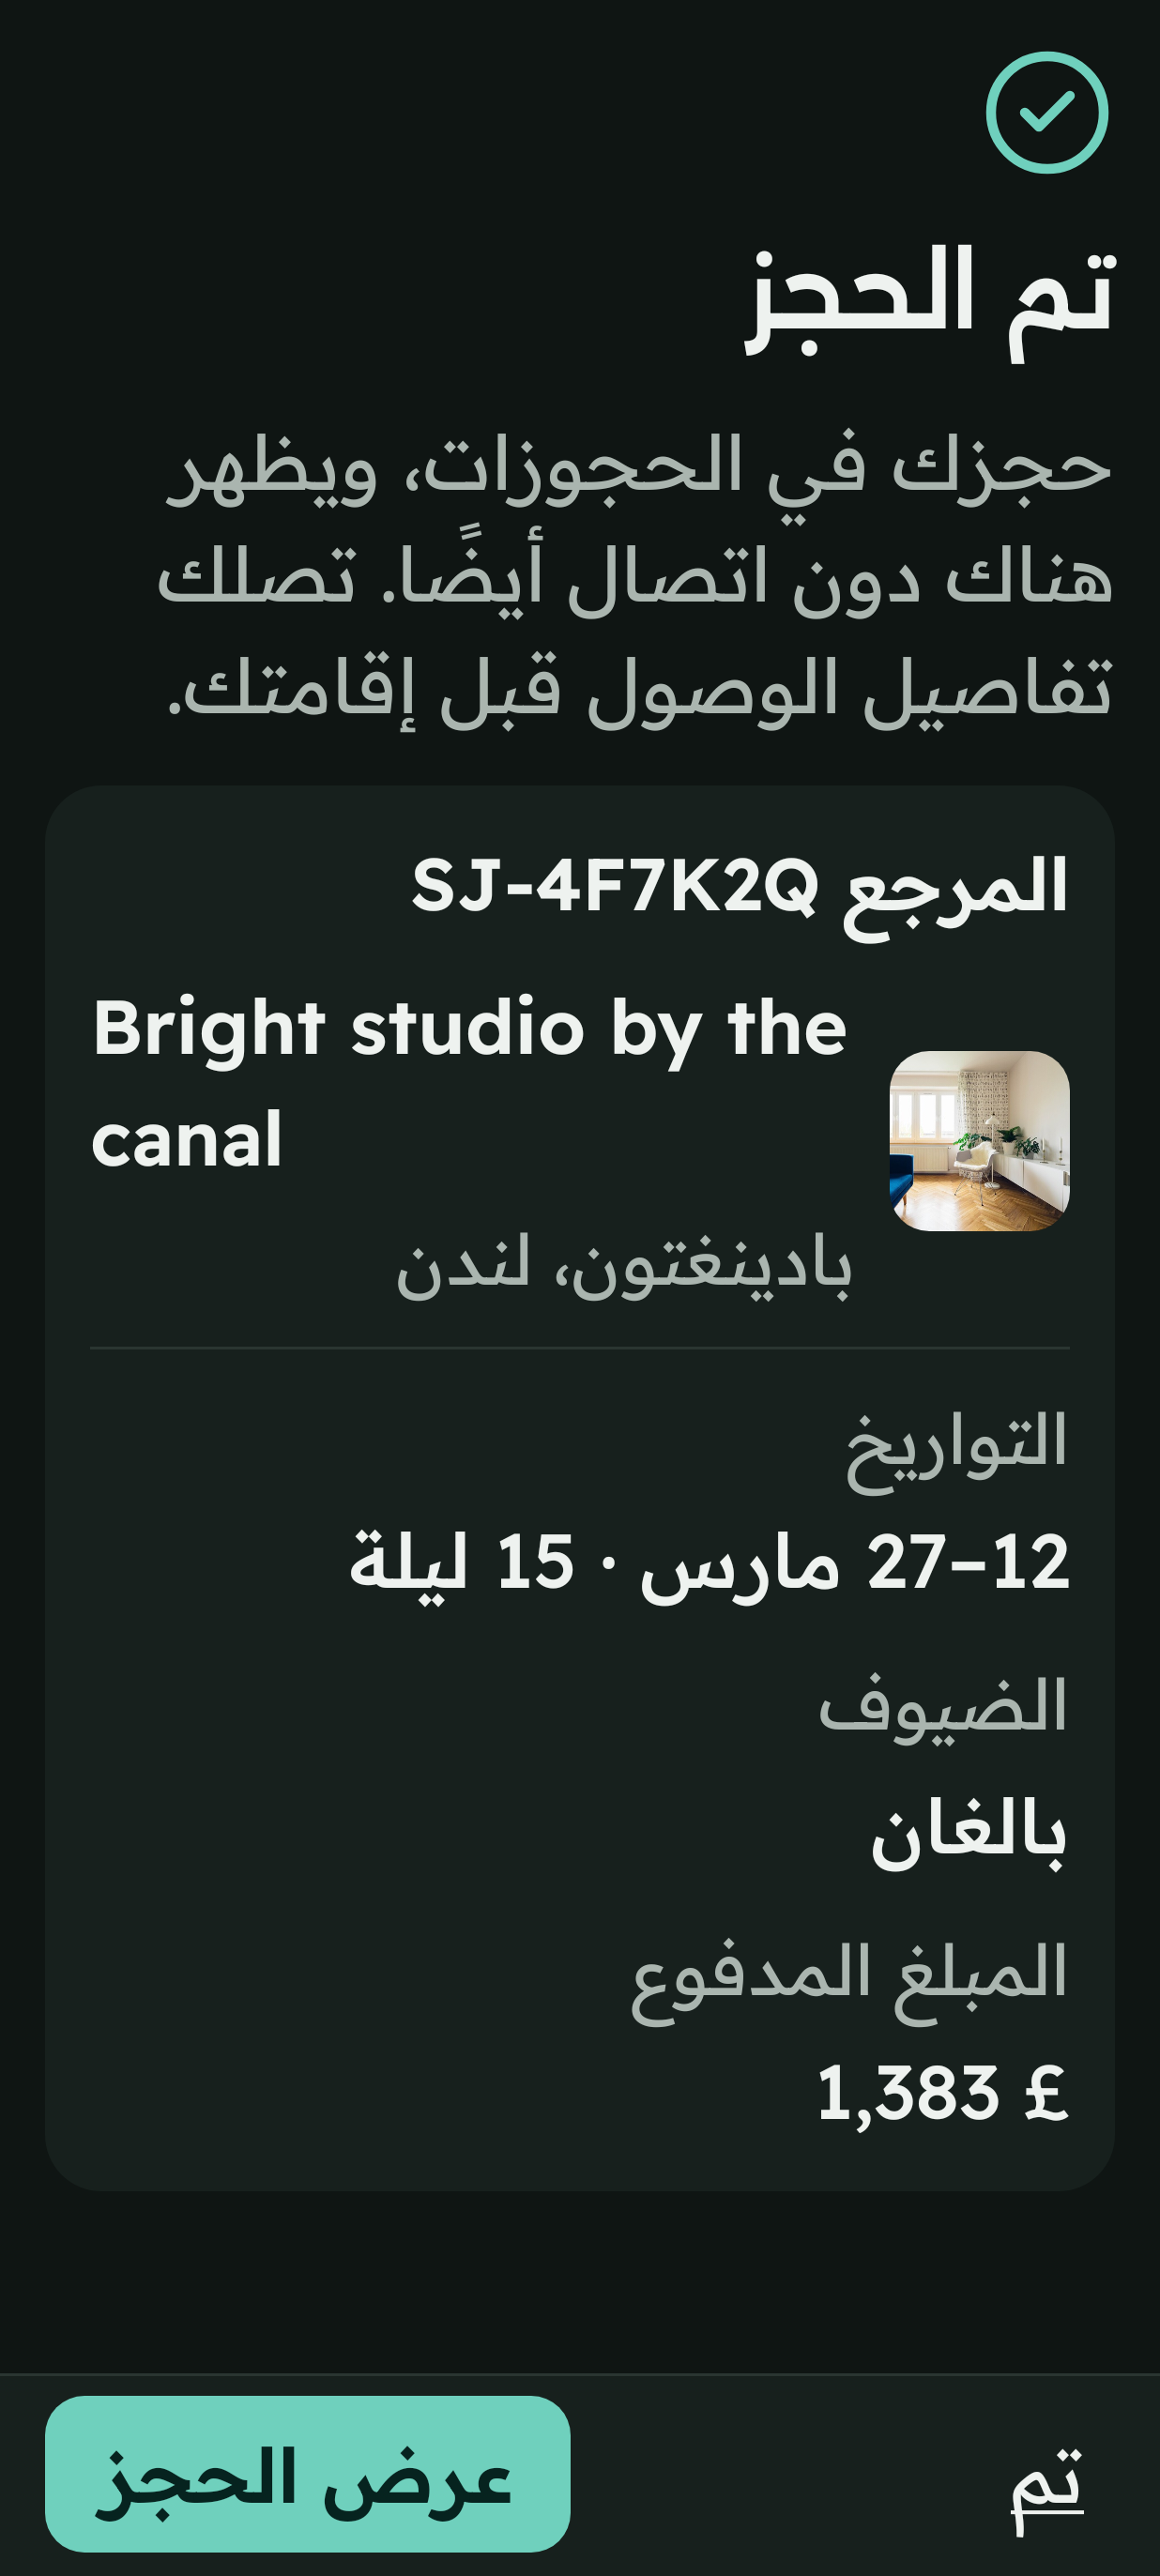 تم الحجز
حجزك في الحجوزات، ويظهر
هناك دون اتصال أيضًا. تصلك
تفاصيل الوصول قبل إقامتك.
المرجع SJ-4F7K2Q
Bright studio by the
canal
بادينغتون، لندن
التواريخ
12–27 مارس · 15 ليلة
الضيوف
بالغان
المبلغ المدفوع
£ 1,383
تم
عرض الحجز